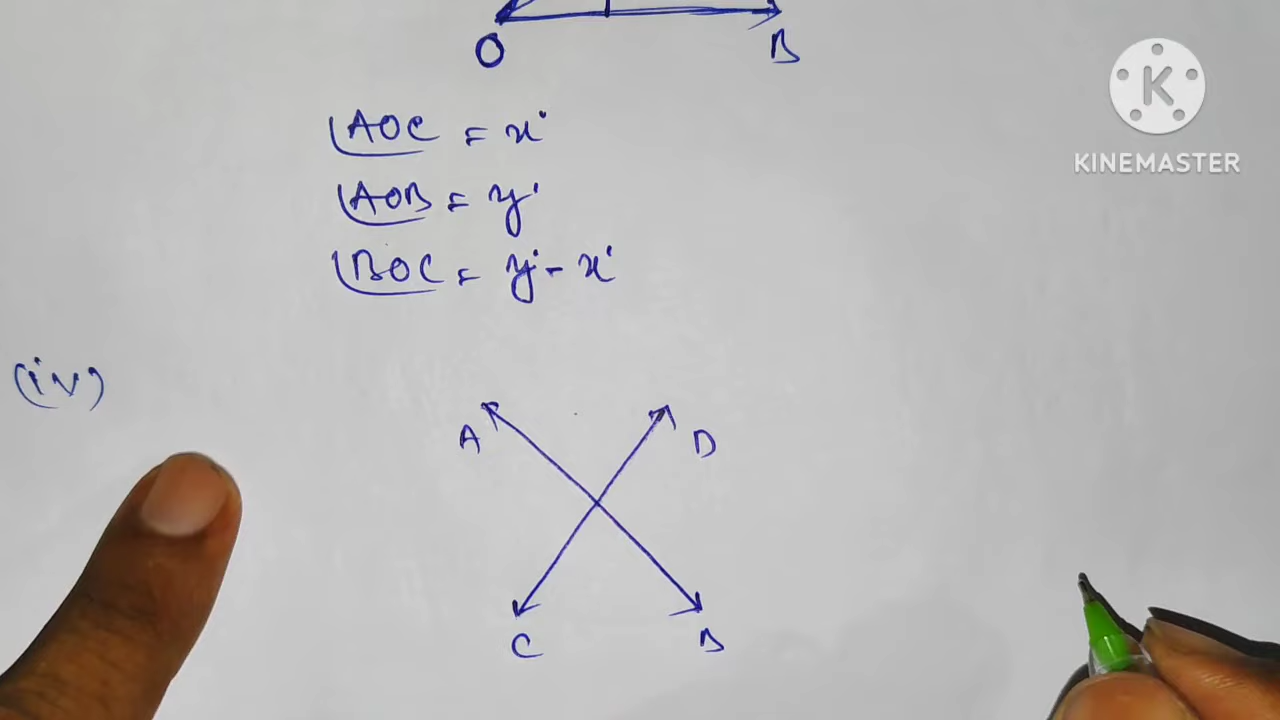 O B
K
KINEMASTER
∠AOC = x°
∠AOB = y°
∠BOC = y° - x°
(iv)
A D
C B